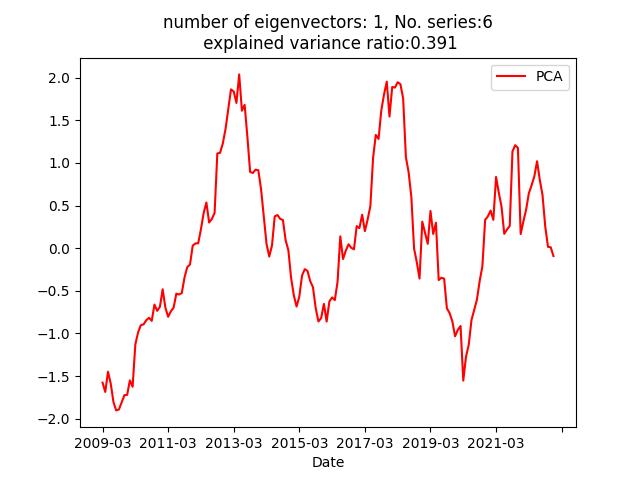 number of eigenvectors: 1, No. series:6
explained variance ratio:0.391
PCA
2.0
1.5
1.0
0.5
0.0
−0.5
−1.0
−1.5
−2.0
2009-03 2011-03 2013-03 2015-03 2017-03 2019-03 2021-03
Date